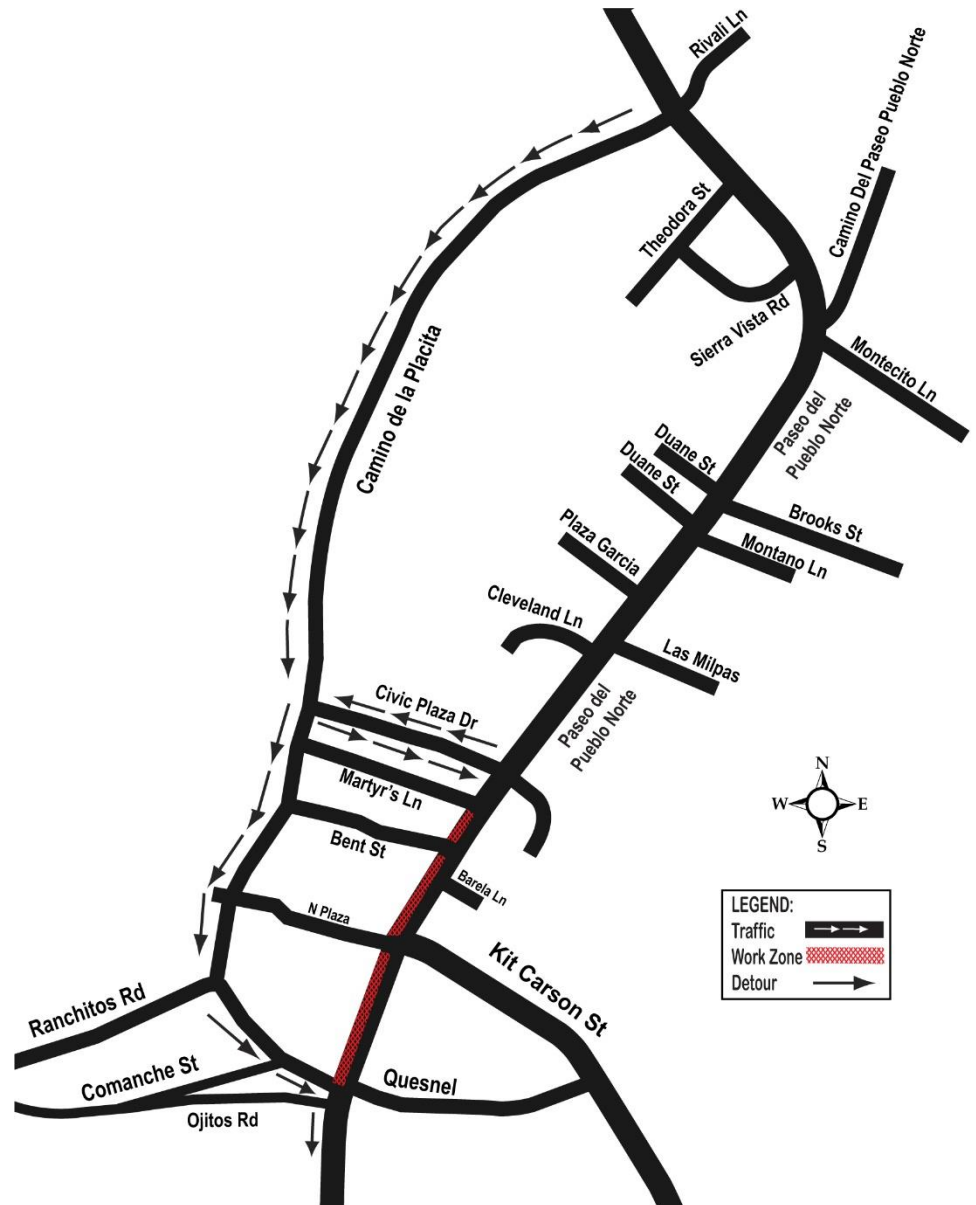 Rivali Ln
Camino Del Paseo Pueblo Norte
Theodora St
Sierra Vista Rd
Montecito Ln
Camino de la Placita
Paseo del
Pueblo Norte
Duane St
Duane St
Brooks St
Montano Ln
Plaza Garcia
Cleveland Ln
Las Milpas
Paseo del
Pueblo Norte
Civic Plaza Dr
Martyr's Ln
Bent St
Barela Ln
N Plaza
Kit Carson St
Ranchitos Rd
Comanche St
Ojitos Rd
Quesnel
N
W
E
S
LEGEND:
Traffic
Work Zone
Detour